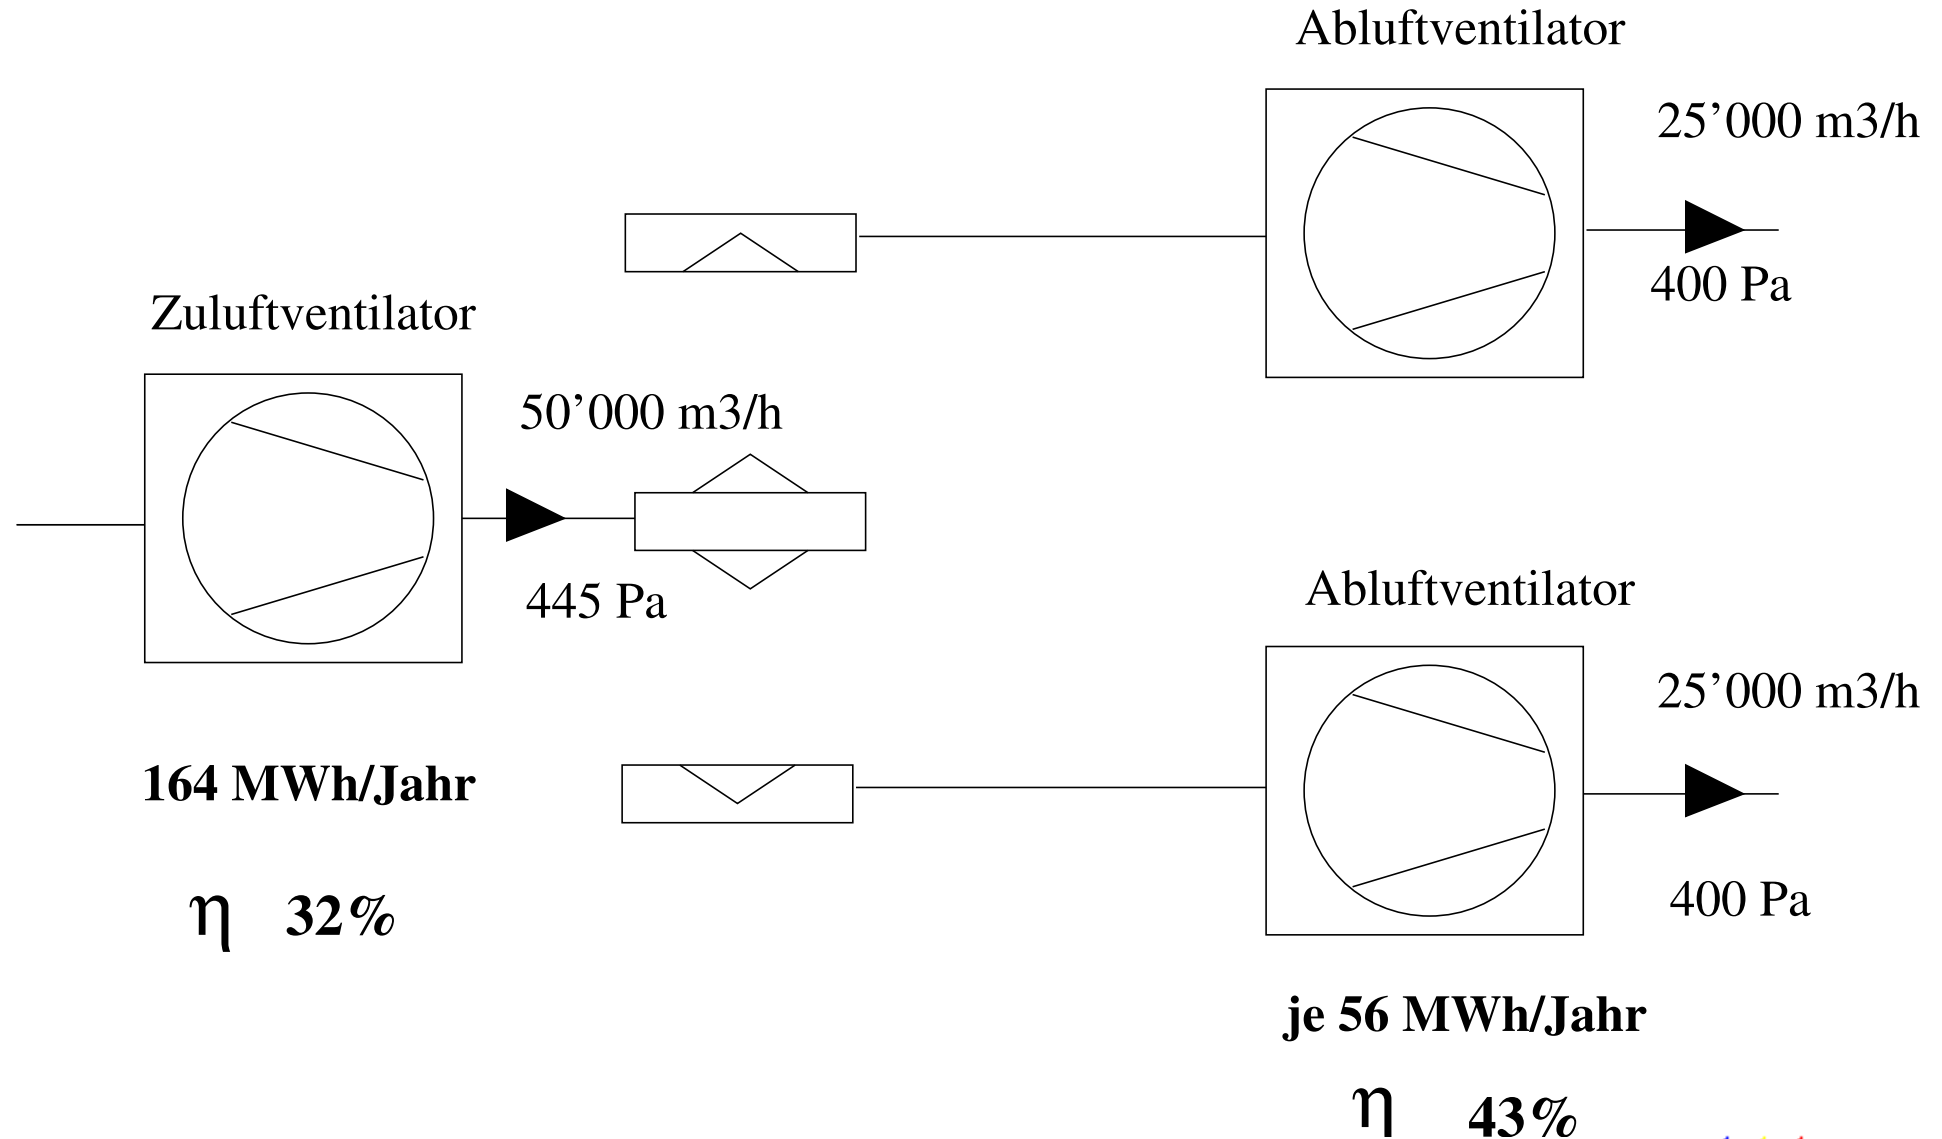 Abluftventilator
25’000 m3/h
400 Pa
Zuluftventilator
50’000 m3/h
445 Pa
164 MWh/Jahr
η 32%
Abluftventilator
25’000 m3/h
400 Pa
je 56 MWh/Jahr
η 43%